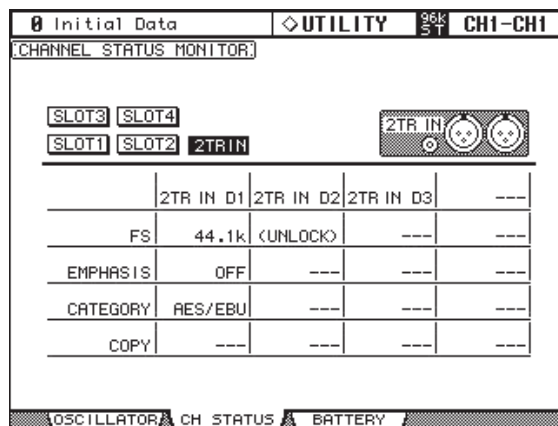 0 Initial Data ◇UTILITY 96k ST CH1-CH1
CHANNEL STATUS MONITOR
SLOT3 SLOT4
SLOT1 SLOT2 2TRIN
2TR IN
2TR IN D1 2TR IN D2 2TR IN D3 ---
FS 44.1k (UNLOCK) --- ---
EMPHASIS OFF --- --- ---
CATEGORY AES/EBU --- --- ---
COPY --- --- --- ---
OSCILLATOR CH STATUS BATTERY